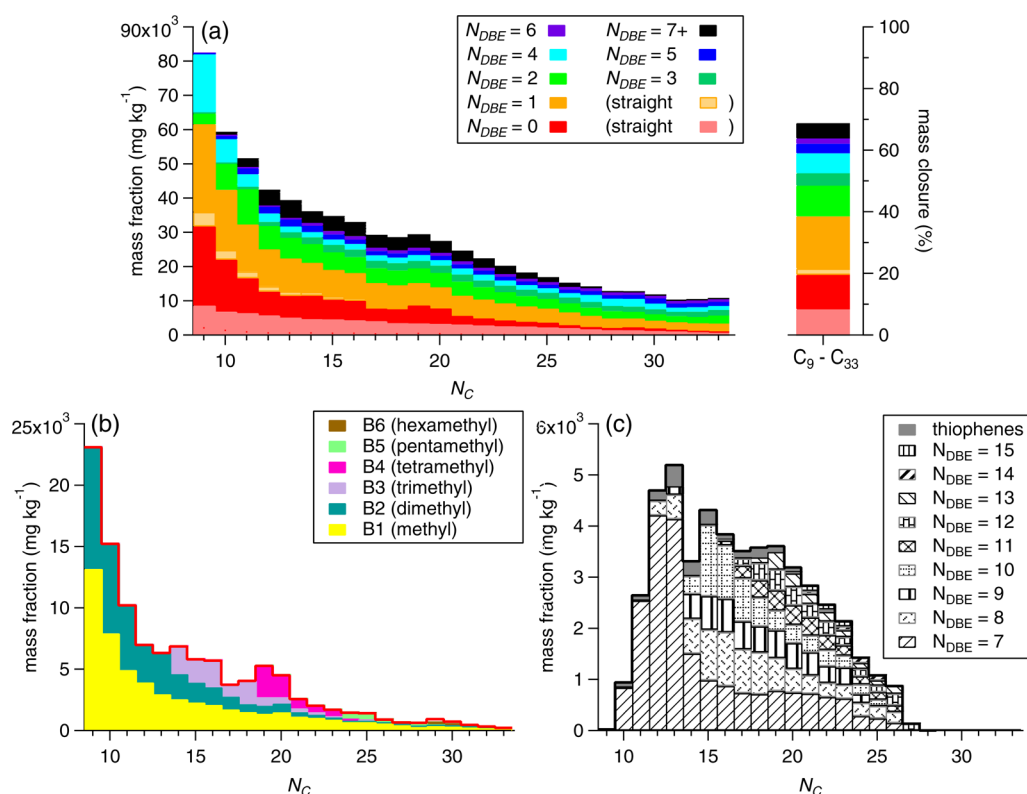 (a)
90x10³
80
70
60
50
40
30
20
10
0
mass fraction (mg kg⁻¹)
10
15
20
25
30
N_C
N_DBE = 6
N_DBE = 7+
N_DBE = 4
N_DBE = 5
N_DBE = 2
N_DBE = 3
N_DBE = 1
(straight )
N_DBE = 0
(straight )
100
80
60
40
20
0
mass closure (%)
C₉ - C₃₃
(b)
25x10³
20
15
10
5
0
mass fraction (mg kg⁻¹)
10
15
20
25
30
N_C
B6 (hexamethyl)
B5 (pentamethyl)
B4 (tetramethyl)
B3 (trimethyl)
B2 (dimethyl)
B1 (methyl)
(c)
6x10³
5
4
3
2
1
0
mass fraction (mg kg⁻¹)
10
15
20
25
30
N_C
thiophenes
N_DBE = 15
N_DBE = 14
N_DBE = 13
N_DBE = 12
N_DBE = 11
N_DBE = 10
N_DBE = 9
N_DBE = 8
N_DBE = 7